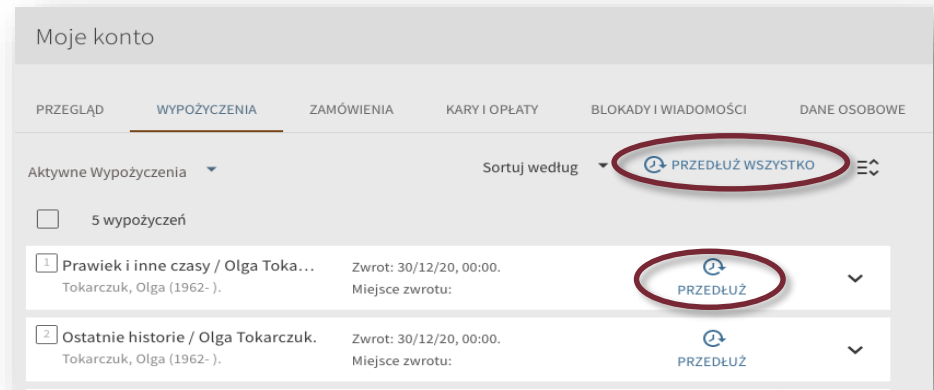 Moje konto
PRZEGLĄD WYPOŻYCZENIA ZAMÓWIENIA KARY I OPŁATY BLOKADY I WIADOMOŚCI DANE OSOBOWE
Aktywne Wypożyczenia Sortuj według PRZEDŁUŻ WSZYSTKO
5 wypożyczeń
1 Prawiek i inne czasy / Olga Toka... Zwrot: 30/12/20, 00:00.
Tokarczuk, Olga (1962- ). Miejsce zwrotu: PRZEDŁUŻ
2 Ostatnie historie / Olga Tokarczuk. Zwrot: 30/12/20, 00:00.
Tokarczuk, Olga (1962- ). Miejsce zwrotu: PRZEDŁUŻ